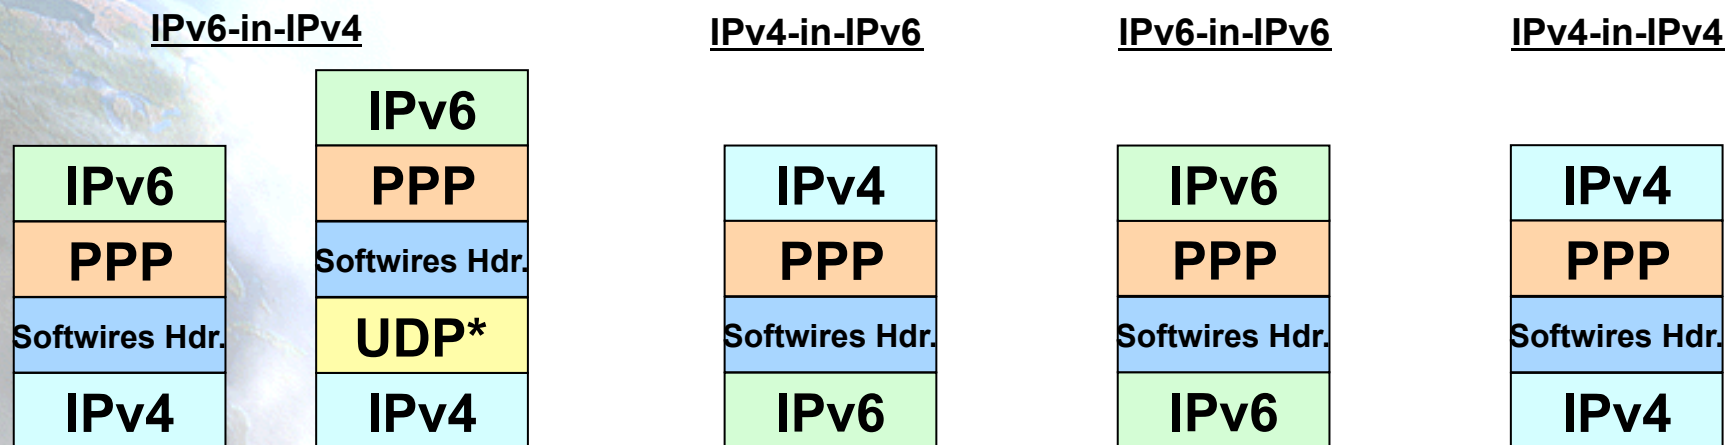 IPv6-in-IPv4
IPv6
PPP
Softwires Hdr.
IPv4
IPv6
PPP
Softwires Hdr.
UDP*
IPv4
IPv4-in-IPv6
IPv4
PPP
Softwires Hdr.
IPv6
IPv6-in-IPv6
IPv6
PPP
Softwires Hdr.
IPv6
IPv4-in-IPv4
IPv4
PPP
Softwires Hdr.
IPv4